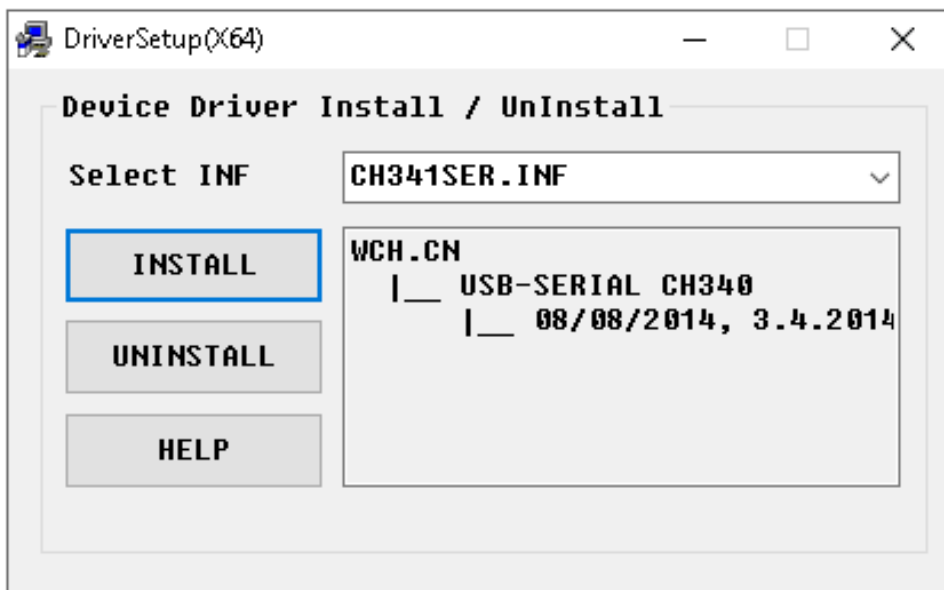 DriverSetup(X64)
Device Driver Install / UnInstall
Select INF
CH341SER.INF
INSTALL
UNINSTALL
HELP
WCH.CN
|__ USB-SERIAL CH340
|__ 08/08/2014, 3.4.2014